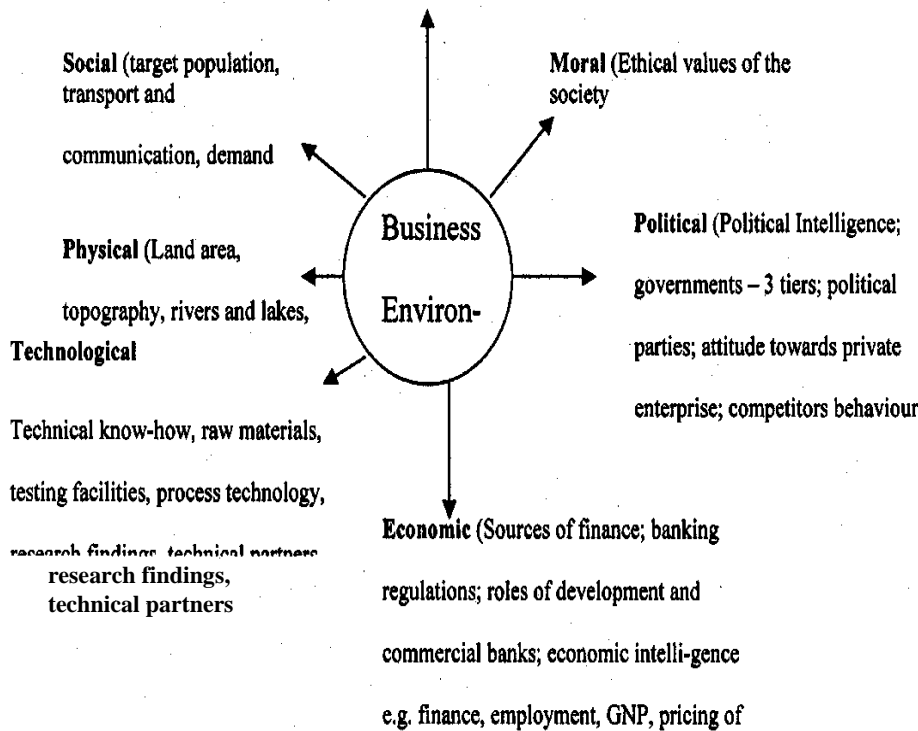 Social (target population,
transport and
communication, demand
Moral (Ethical values of the
society
Business
Environ-
Physical (Land area,
topography, rivers and lakes,
Political (Political Intelligence;
governments – 3 tiers; political
parties; attitude towards private
enterprise; competitors behaviour
Technological
Technical know-how, raw materials,
testing facilities, process technology,
research findings, technical partners
research findings,
technical partners
Economic (Sources of finance; banking
regulations; roles of development and
commercial banks; economic intelli-gence
e.g. finance, employment, GNP, pricing of